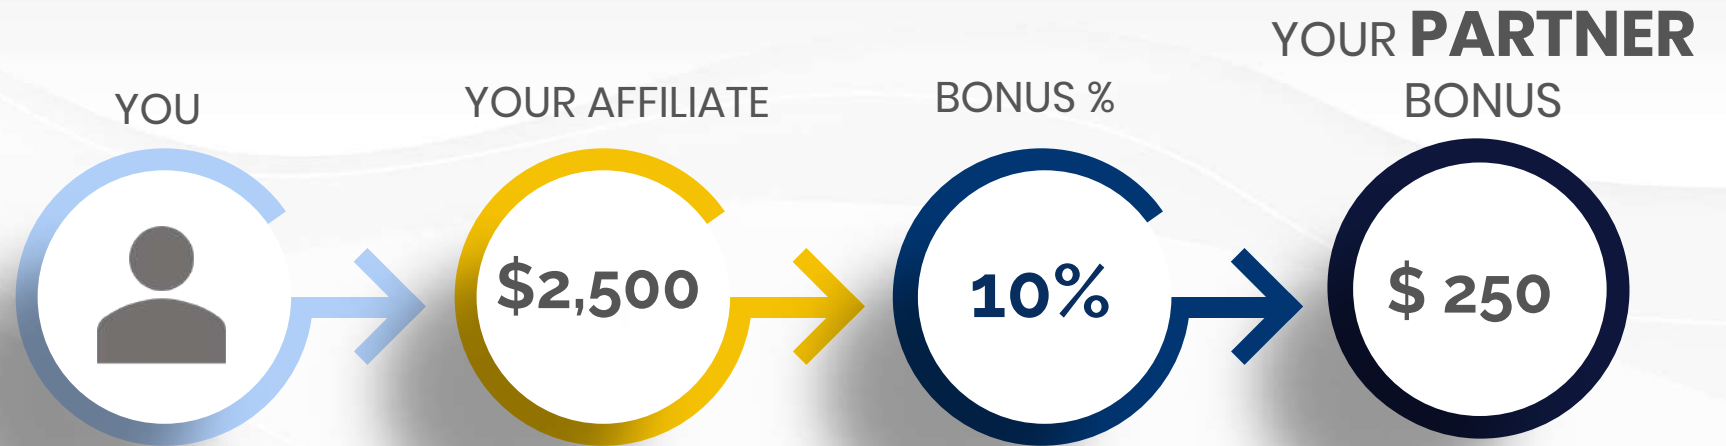 YOU
YOUR AFFILIATE
BONUS %
YOUR PARTNER
BONUS
$2,500
10%
$ 250